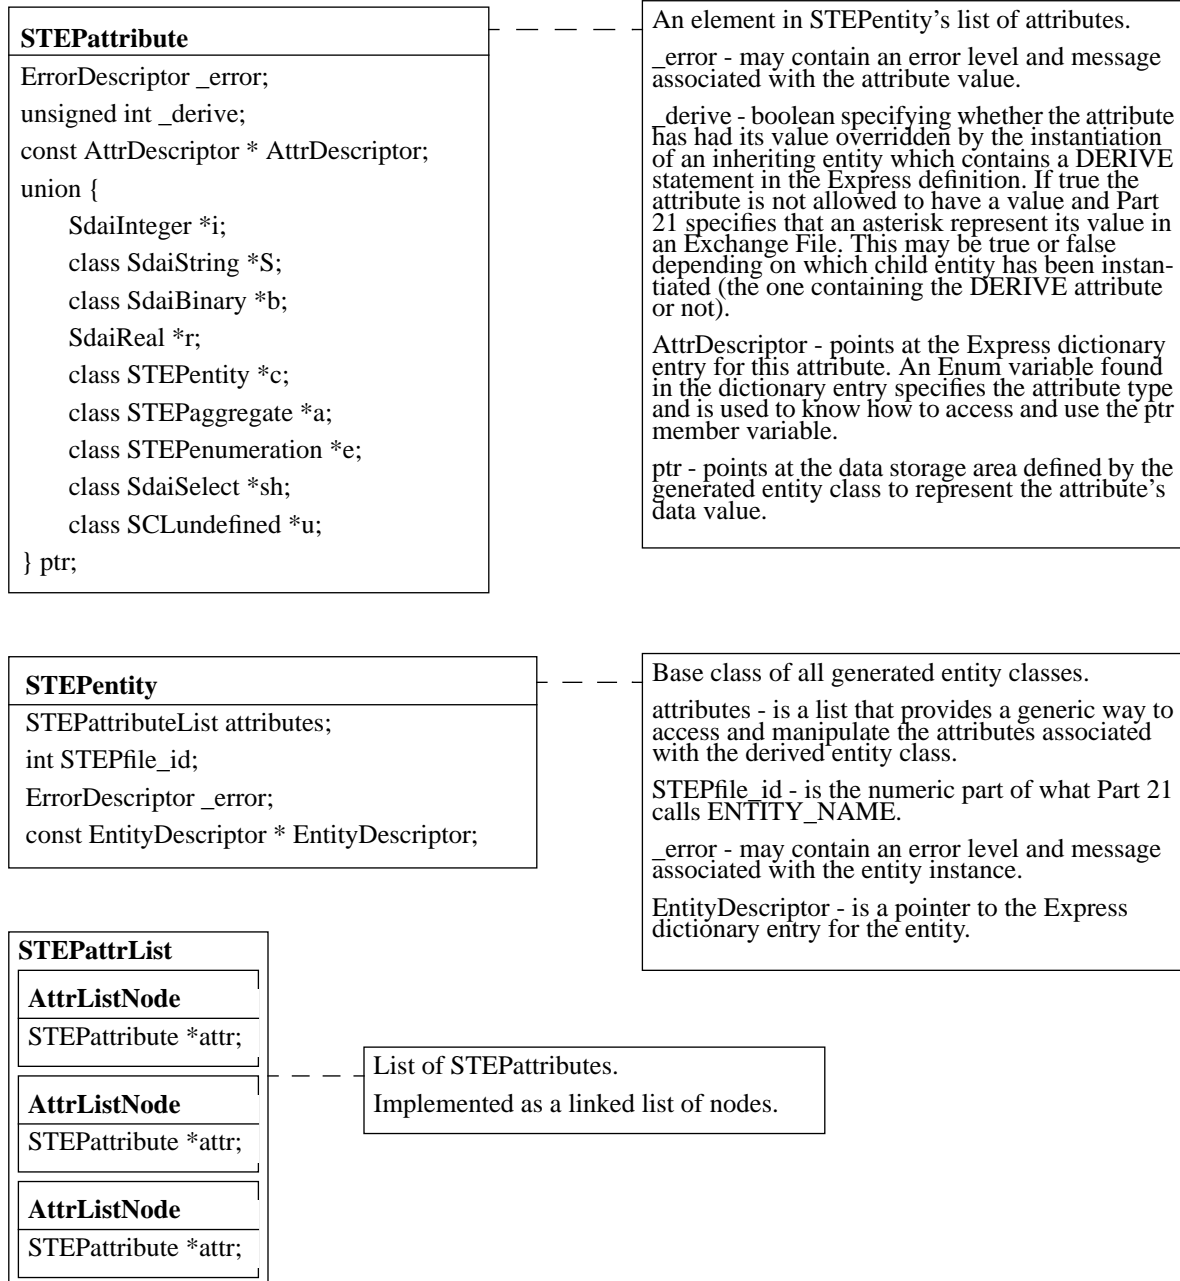 STEPattribute
ErrorDescriptor _error;
unsigned int _derive;
const AttrDescriptor * AttrDescriptor;
union {
SdaiInteger *i;
class SdaiString *S;
class SdaiBinary *b;
SdaiReal *r;
class STEPentity *c;
class STEPaggregate *a;
class STEPenumeration *e;
class SdaiSelect *sh;
class SCLundefined *u;
} ptr;
An element in STEPentity’s list of attributes.
_error - may contain an error level and message
associated with the attribute value.
_derive - boolean specifying whether the attribute
has had its value overridden by the instantiation
of an inheriting entity which contains a DERIVE
statement in the Express definition. If true the
attribute is not allowed to have a value and Part
21 specifies that an asterisk represent its value in
an Exchange File. This may be true or false
depending on which child entity has been instan-
tiated (the one containing the DERIVE attribute
or not).
AttrDescriptor - points at the Express dictionary
entry for this attribute. An Enum variable found
in the dictionary entry specifies the attribute type
and is used to know how to access and use the ptr
member variable.
ptr - points at the data storage area defined by the
generated entity class to represent the attribute’s
data value.
STEPentity
STEPattributeList attributes;
int STEPfile_id;
ErrorDescriptor _error;
const EntityDescriptor * EntityDescriptor;
Base class of all generated entity classes.
attributes - is a list that provides a generic way to
access and manipulate the attributes associated
with the derived entity class.
STEPfile_id - is the numeric part of what Part 21
calls ENTITY_NAME.
_error - may contain an error level and message
associated with the entity instance.
EntityDescriptor - is a pointer to the Express
dictionary entry for the entity.
STEPattrList
AttrListNode
STEPattribute *attr;
AttrListNode
STEPattribute *attr;
AttrListNode
STEPattribute *attr;
List of STEPattributes.
Implemented as a linked list of nodes.